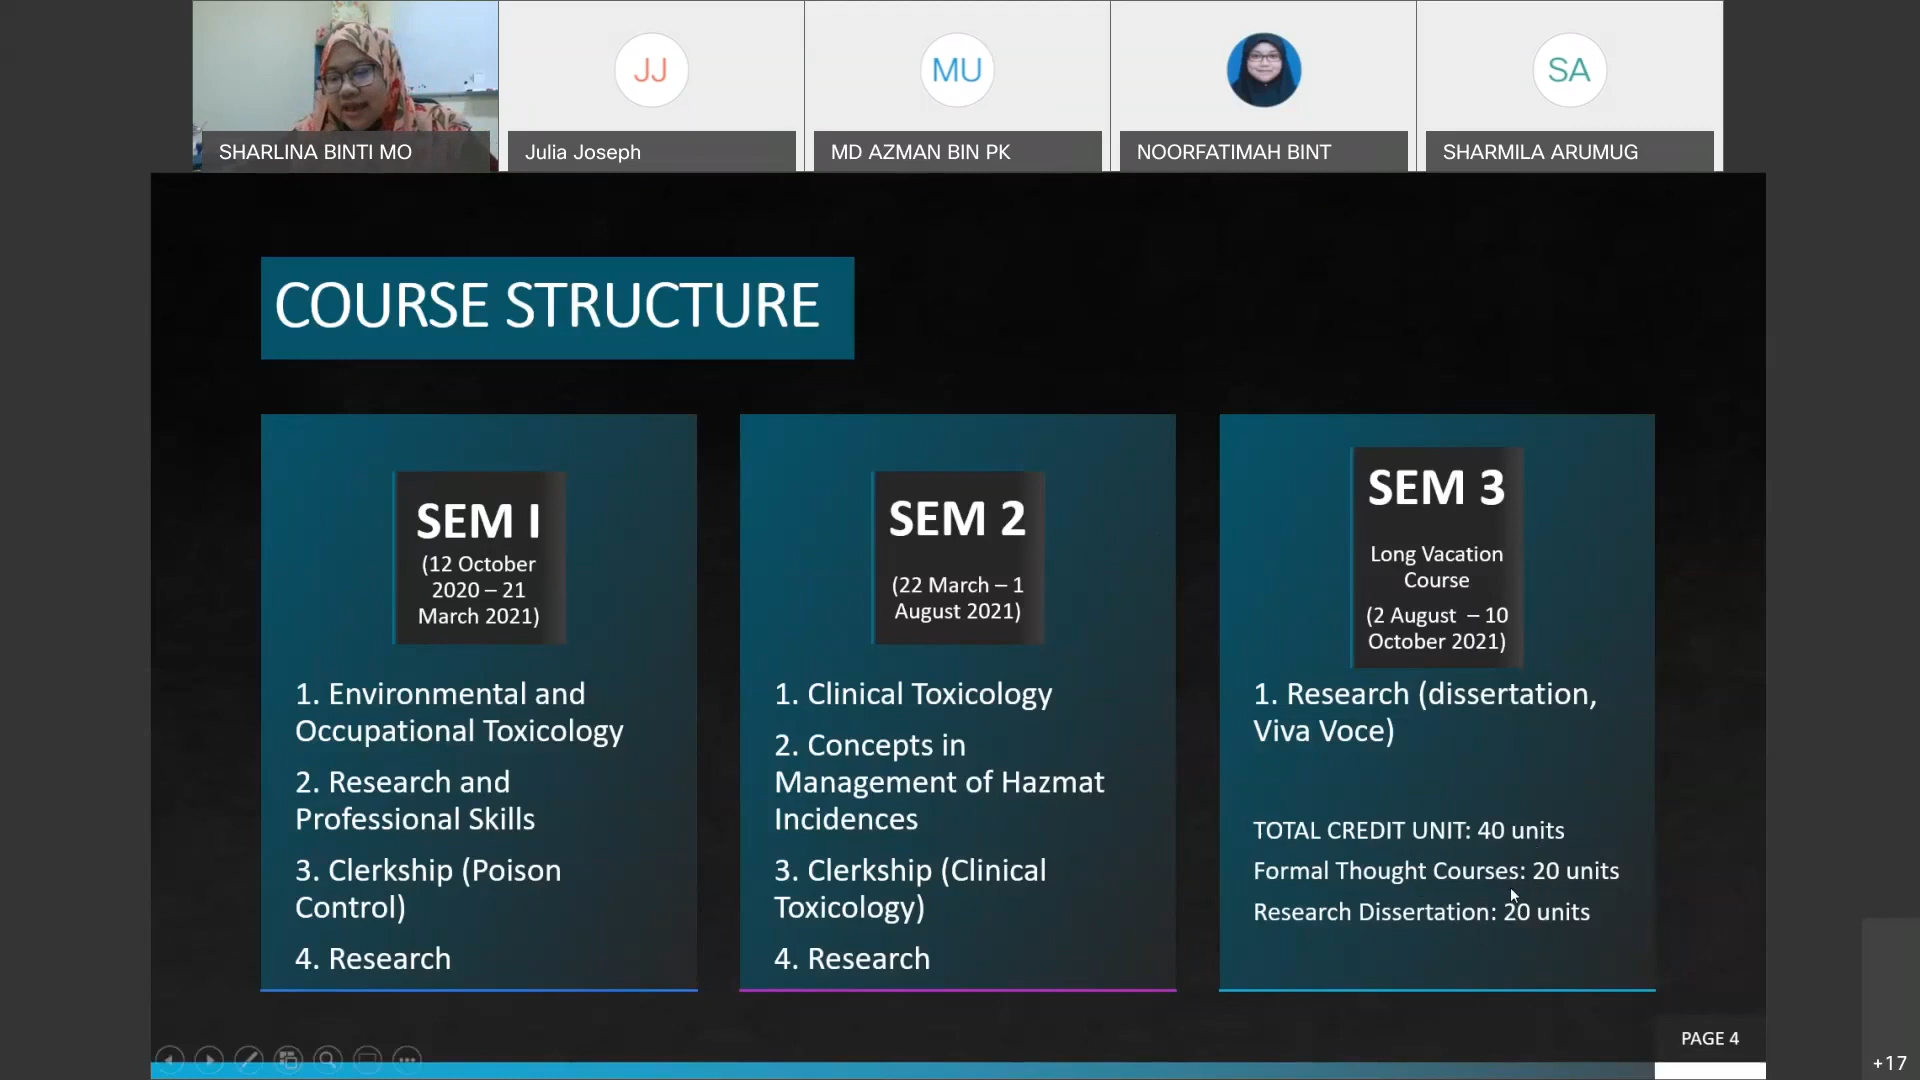 JJ
MU
SA
SHARLINA BINTI MO
Julia Joseph
MD AZMAN BIN PK
NOORFATIMAH BINT
SHARMILA ARUMUG
COURSE STRUCTURE
SEM I
(12 October
2020 – 21
March 2021)
1. Environmental and
Occupational Toxicology
2. Research and
Professional Skills
3. Clerkship (Poison
Control)
4. Research
SEM 2
(22 March – 1
August 2021)
1. Clinical Toxicology
2. Concepts in
Management of Hazmat
Incidences
3. Clerkship (Clinical
Toxicology)
4. Research
SEM 3
Long Vacation
Course
(2 August – 10
October 2021)
1. Research (dissertation,
Viva Voce)
TOTAL CREDIT UNIT: 40 units
Formal Thought Courses: 20 units
Research Dissertation: 20 units
PAGE 4
+17